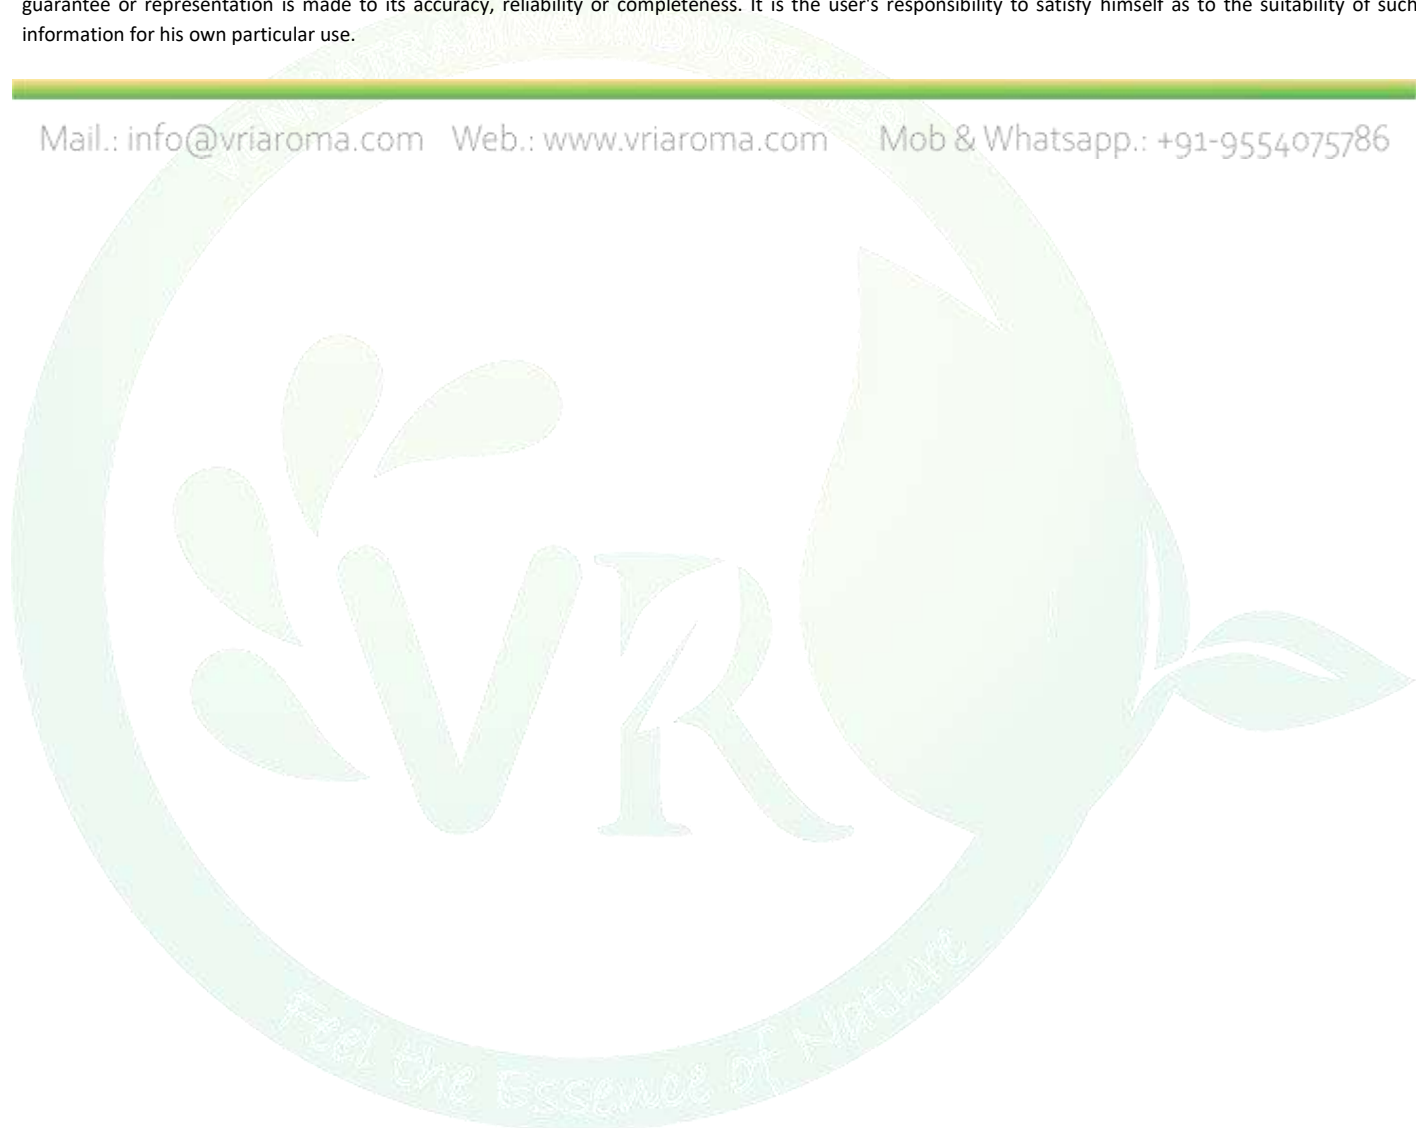 guarantee or representation is made to its accuracy, reliability or completeness. It is the user's responsibility to satisfy himself as to the suitability of such
information for his own particular use.
Mail.: info@vriaroma.com Web.: www.vriaroma.com Mob & Whatsapp.: +91-9554075786
VR
Feel the Essence of Nature